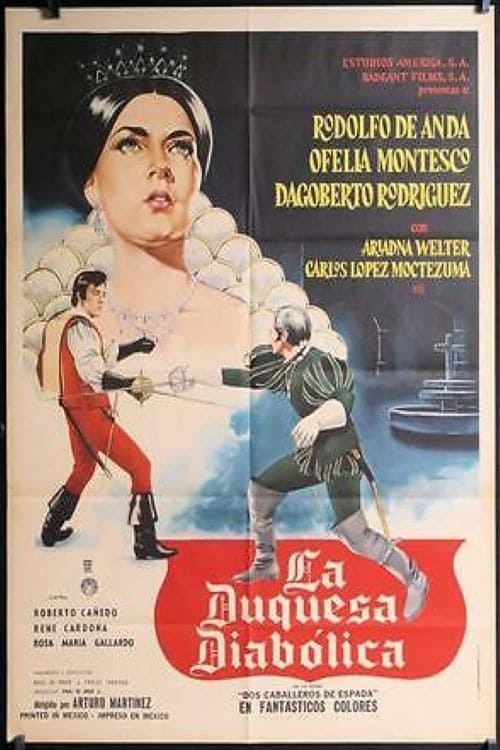 ESTUDIOS AMERICA, S.A.
RADEANT FILMS, S.A.
presentan a:
RODOLFO DE ANDA
OFELIA MONTESCO
DAGOBERTO RODRIGUEZ
con
ARIADNA WELTER
CARLOS LOPEZ MOCTEZUMA
en
La
Duquesa
Diabólica
ROBERTO CAÑEDO
RENE CARDONA
ROSA MARIA GALLARDO
dirigida por ARTURO MARTINEZ
PRINTED IN MEXICO - IMPRESA EN MEXICO
"DOS CABALLEROS DE ESPADA"
EN FANTASTICOS COLORES